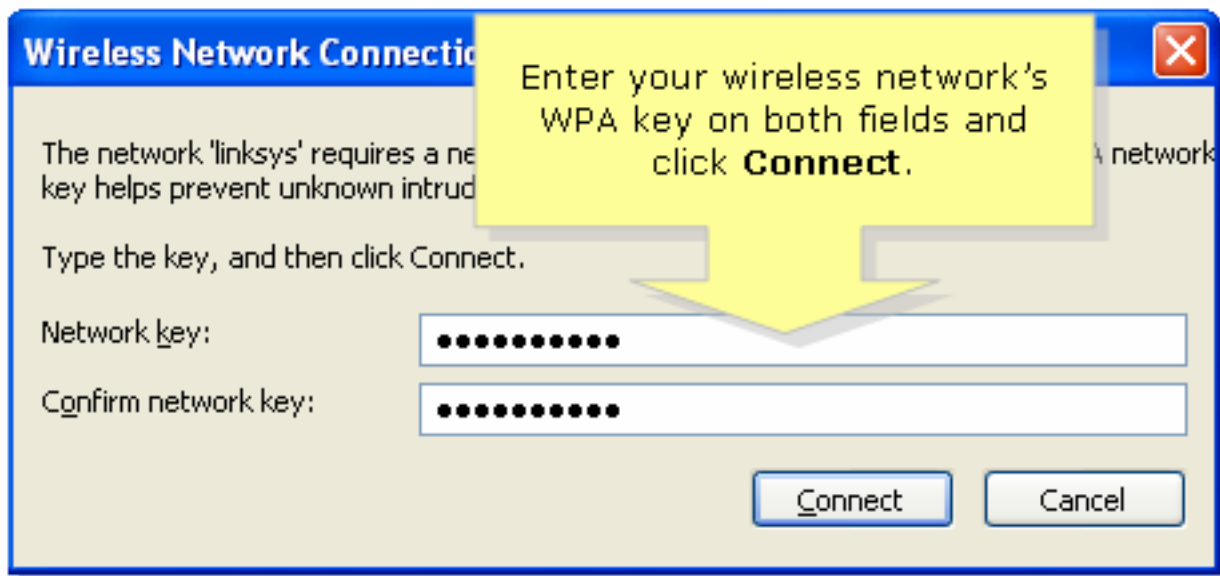 Wireless Network Connectio
Enter your wireless network's
WPA key on both fields and
click Connect.
The network 'linksys' requires a ne
network
key helps prevent unknown intrud
Type the key, and then click Connect.
Network key:
••••••••••
Confirm network key:
••••••••••
Connect
Cancel